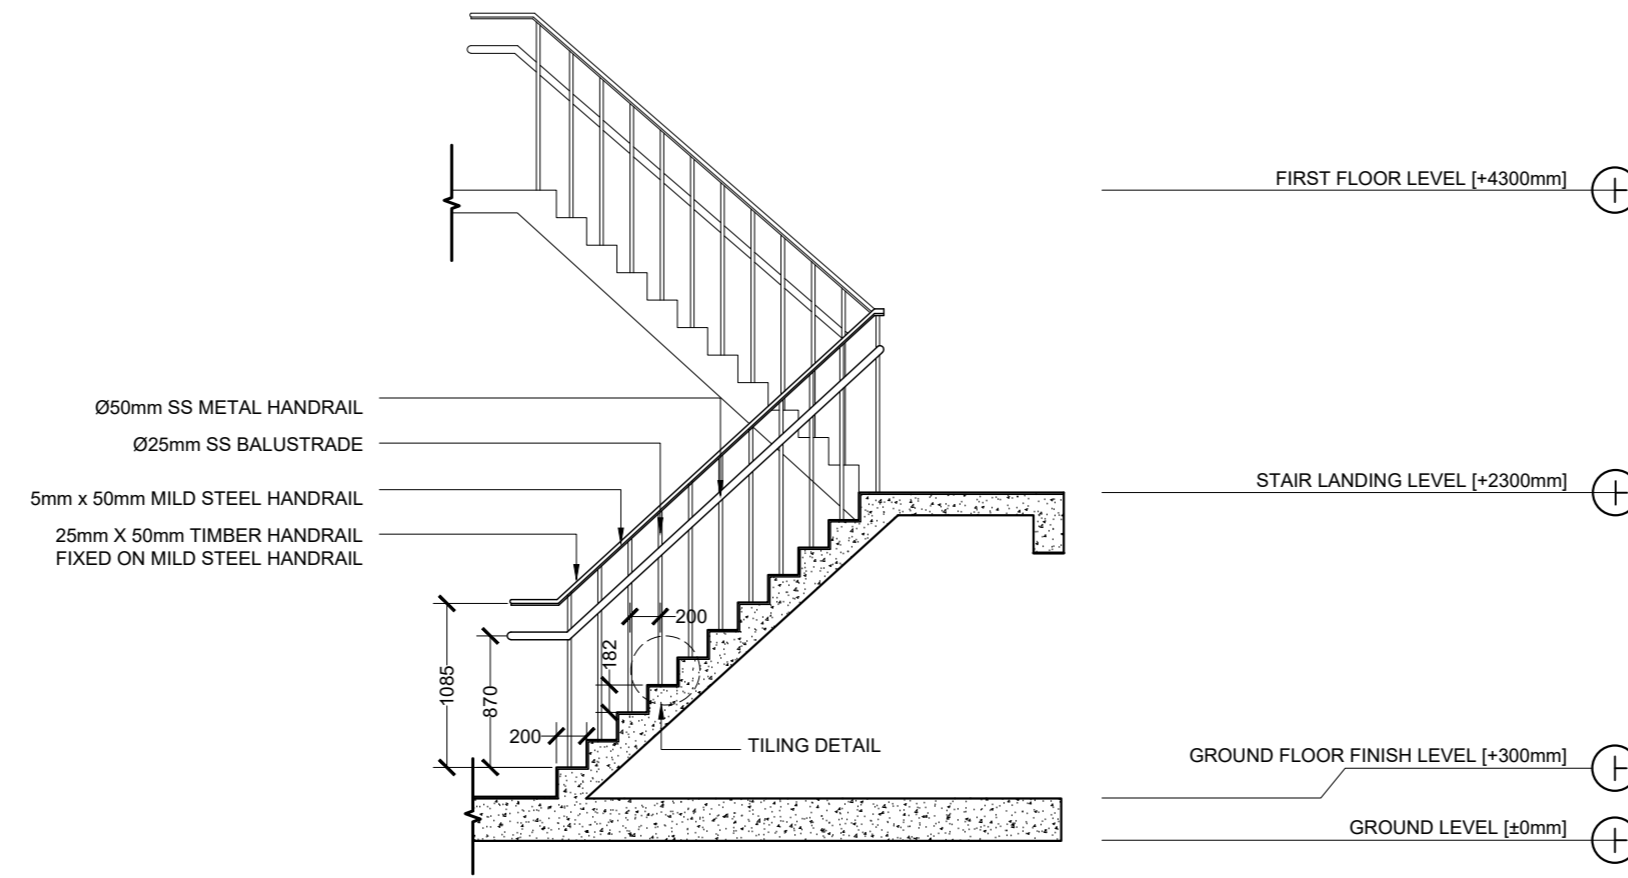 FIRST FLOOR LEVEL [+4300mm]
Ø50mm SS METAL HANDRAIL
Ø25mm SS BALUSTRADE
5mm x 50mm MILD STEEL HANDRAIL
25mm X 50mm TIMBER HANDRAIL
FIXED ON MILD STEEL HANDRAIL
STAIR LANDING LEVEL [+2300mm]
200
182
1085
870
200
TILING DETAIL
GROUND FLOOR FINISH LEVEL [+300mm]
GROUND LEVEL [±0mm]